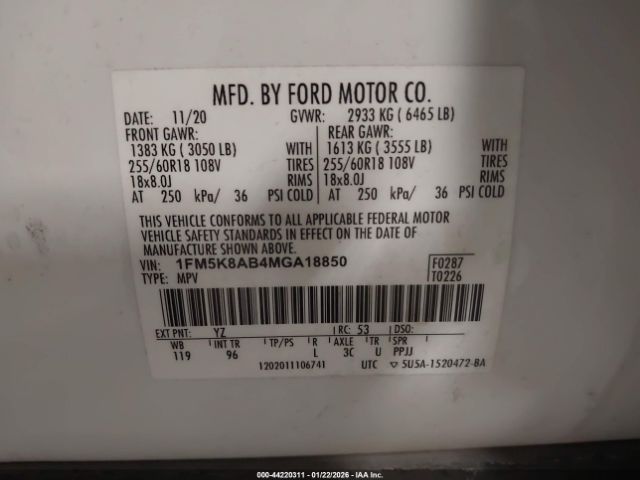 MFD. BY FORD MOTOR CO.
DATE: 11/20 GVWR: 2933 KG ( 6465 LB)
FRONT GAWR: REAR GAWR:
1383 KG ( 3050 LB) WITH 1613 KG ( 3555 LB) WITH
255/60R18 108V TIRES 255/60R18 108V TIRES
18x8.0J RIMS 18x8.0J RIMS
AT 250 kPa/ 36 PSI COLD AT 250 kPa/ 36 PSI COLD
THIS VEHICLE CONFORMS TO ALL APPLICABLE FEDERAL MOTOR
VEHICLE SAFETY STANDARDS IN EFFECT ON THE DATE OF
MANUFACTURE SHOWN ABOVE.
VIN: 1FM5K8AB4MGA18850 F0287
TYPE: MPV T0226
EXT PNT: YZ RC: 53 DSO:
WB INT TR TP/PS R AXLE TR SPR
119 96 L 3C U PPJJ
1202011106741 UTC ▽ 5U5A-1520472-BA
000-44220311 - 01/22/2026 - IAAI Inc.